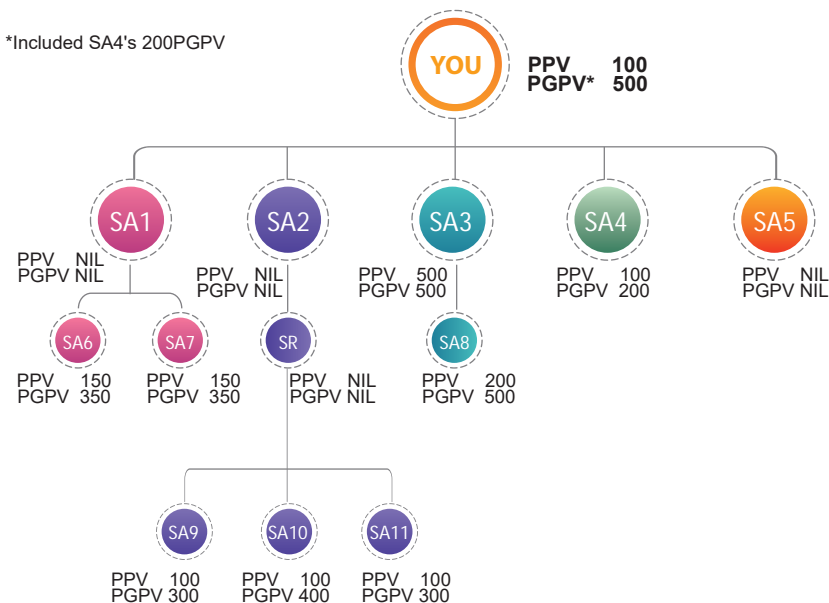 *Included SA4's 200PGPV
YOU
PPV 100
PGPV* 500
SA1
SA2
SA3
SA4
SA5
PPV NIL
PGPV NIL
PPV NIL
PGPV NIL
PPV 500
PGPV 500
PPV 100
PGPV 200
PPV NIL
PGPV NIL
SA6
SA7
SR
SA8
PPV 150
PGPV 350
PPV 150
PGPV 350
PPV NIL
PGPV NIL
PPV 200
PGPV 500
SA9
SA10
SA11
PPV 100
PGPV 300
PPV 100
PGPV 400
PPV 100
PGPV 300